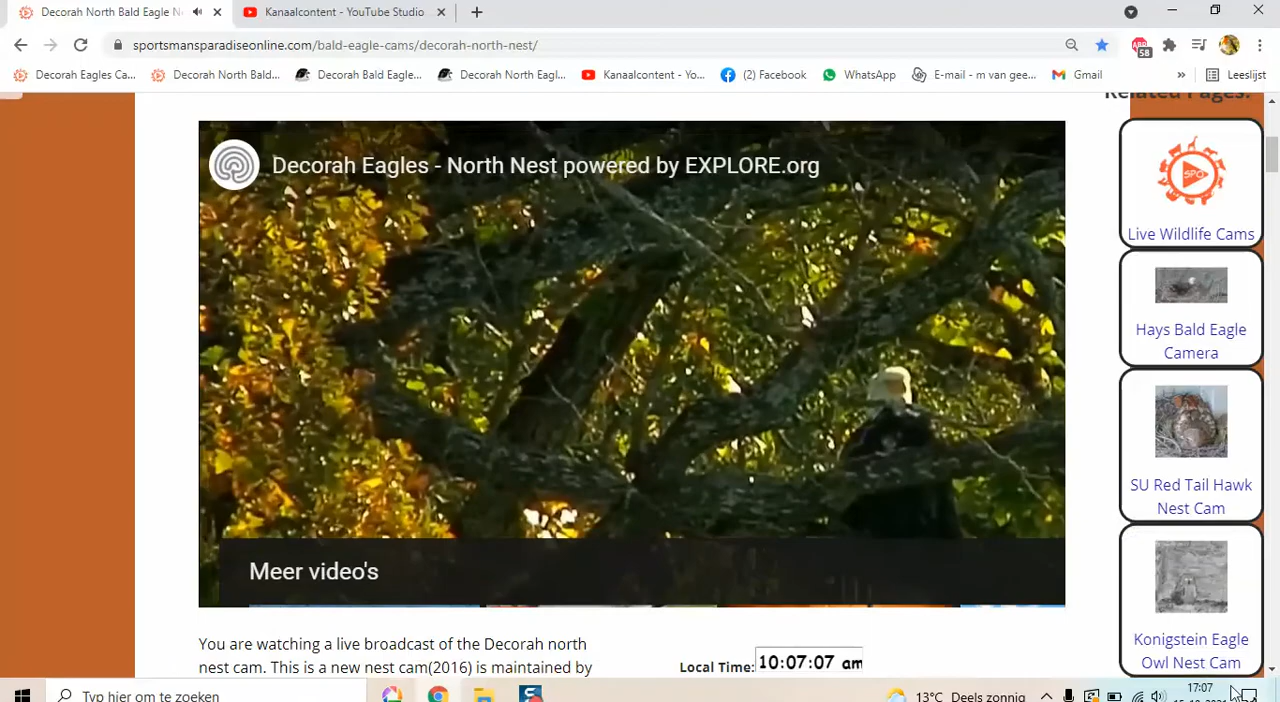 Decorah North Bald Eagle N
Kanaalcontent - YouTube Studio
sportsmansparadiseonline.com/bald-eagle-cams/decorah-north-nest/
58
Decorah Eagles Ca...
Decorah North Bald...
Decorah Bald Eagle...
Decorah North Eagl...
Kanaalcontent - Yo...
(2) Facebook
WhatsApp
E-mail - m van gee...
Gmail
»
Leeslijst
Related Pages:
Decorah Eagles - North Nest powered by EXPLORE.org
SPO
Live Wildlife Cams
Hays Bald Eagle
Camera
SU Red Tail Hawk
Nest Cam
Konigstein Eagle
Owl Nest Cam
Meer video's
You are watching a live broadcast of the Decorah north
nest cam. This is a new nest cam(2016) is maintained by
Local Time: 10:07:07 am
Typ hier om te zoeken
13°C Deels zonnig
17:07